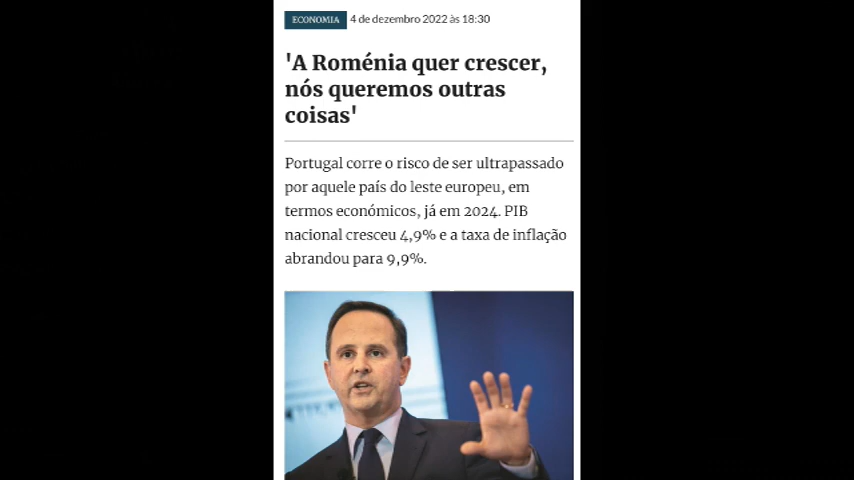 ECONOMIA 4 de dezembro 2022 às 18:30
'A Roménia quer crescer,
nós queremos outras
coisas'
Portugal corre o risco de ser ultrapassado
por aquele país do leste europeu, em
termos económicos, já em 2024. PIB
nacional cresceu 4,9% e a taxa de inflação
abrandou para 9,9%.